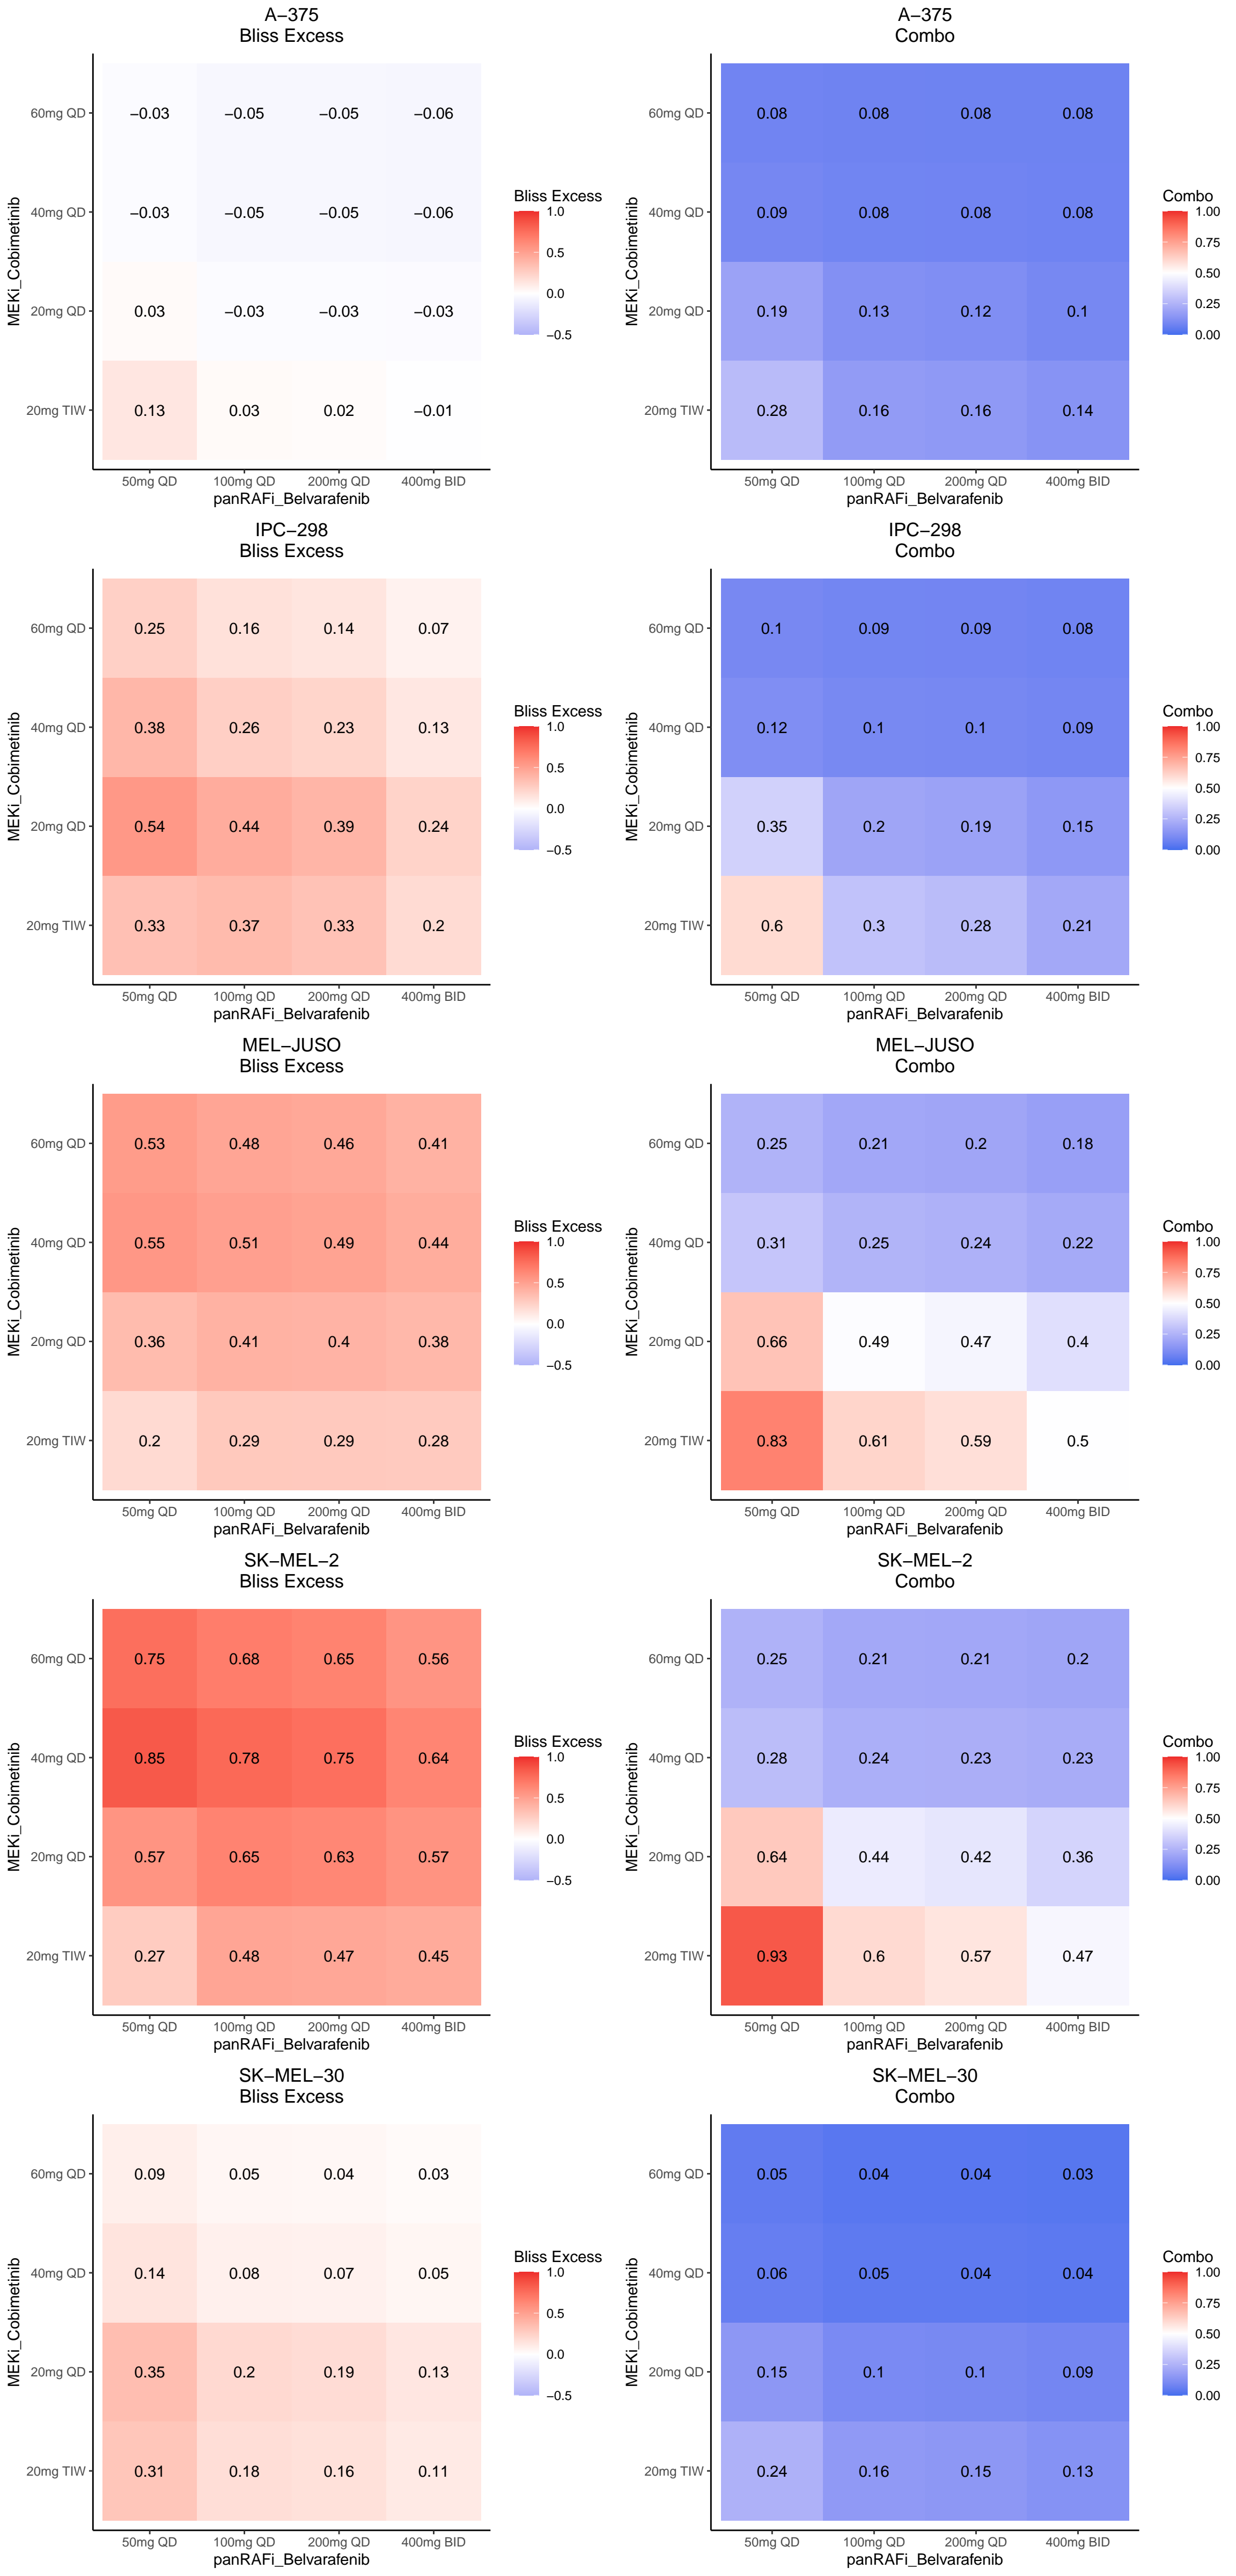 A−375
Bliss Excess
60mg QD
−0.03
−0.05
−0.05
−0.06
40mg QD
−0.03
−0.05
−0.05
−0.06
20mg QD
0.03
−0.03
−0.03
−0.03
20mg TIW
0.13
0.03
0.02
−0.01
50mg QD
100mg QD
200mg QD
400mg BID
panRAFi_Belvarafenib
MEKi_Cobimetinib
Bliss Excess
1.0
0.5
0.0
−0.5
A−375
Combo
60mg QD
0.08
0.08
0.08
0.08
40mg QD
0.09
0.08
0.08
0.08
20mg QD
0.19
0.13
0.12
0.1
20mg TIW
0.28
0.16
0.16
0.14
50mg QD
100mg QD
200mg QD
400mg BID
panRAFi_Belvarafenib
MEKi_Cobimetinib
Combo
1.00
0.75
0.50
0.25
0.00
IPC−298
Bliss Excess
60mg QD
0.25
0.16
0.14
0.07
40mg QD
0.38
0.26
0.23
0.13
20mg QD
0.54
0.44
0.39
0.24
20mg TIW
0.33
0.37
0.33
0.2
50mg QD
100mg QD
200mg QD
400mg BID
panRAFi_Belvarafenib
MEKi_Cobimetinib
Bliss Excess
1.0
0.5
0.0
−0.5
IPC−298
Combo
60mg QD
0.1
0.09
0.09
0.08
40mg QD
0.12
0.1
0.1
0.09
20mg QD
0.35
0.2
0.19
0.15
20mg TIW
0.6
0.3
0.28
0.21
50mg QD
100mg QD
200mg QD
400mg BID
panRAFi_Belvarafenib
MEKi_Cobimetinib
Combo
1.00
0.75
0.50
0.25
0.00
MEL−JUSO
Bliss Excess
60mg QD
0.53
0.48
0.46
0.41
40mg QD
0.55
0.51
0.49
0.44
20mg QD
0.36
0.41
0.4
0.38
20mg TIW
0.2
0.29
0.29
0.28
50mg QD
100mg QD
200mg QD
400mg BID
panRAFi_Belvarafenib
MEKi_Cobimetinib
Bliss Excess
1.0
0.5
0.0
−0.5
MEL−JUSO
Combo
60mg QD
0.25
0.21
0.2
0.18
40mg QD
0.31
0.25
0.24
0.22
20mg QD
0.66
0.49
0.47
0.4
20mg TIW
0.83
0.61
0.59
0.5
50mg QD
100mg QD
200mg QD
400mg BID
panRAFi_Belvarafenib
MEKi_Cobimetinib
Combo
1.00
0.75
0.50
0.25
0.00
SK−MEL−2
Bliss Excess
60mg QD
0.75
0.68
0.65
0.56
40mg QD
0.85
0.78
0.75
0.64
20mg QD
0.57
0.65
0.63
0.57
20mg TIW
0.27
0.48
0.47
0.45
50mg QD
100mg QD
200mg QD
400mg BID
panRAFi_Belvarafenib
MEKi_Cobimetinib
Bliss Excess
1.0
0.5
0.0
−0.5
SK−MEL−2
Combo
60mg QD
0.25
0.21
0.21
0.2
40mg QD
0.28
0.24
0.23
0.23
20mg QD
0.64
0.44
0.42
0.36
20mg TIW
0.93
0.6
0.57
0.47
50mg QD
100mg QD
200mg QD
400mg BID
panRAFi_Belvarafenib
MEKi_Cobimetinib
Combo
1.00
0.75
0.50
0.25
0.00
SK−MEL−30
Bliss Excess
60mg QD
0.09
0.05
0.04
0.03
40mg QD
0.14
0.08
0.07
0.05
20mg QD
0.35
0.2
0.19
0.13
20mg TIW
0.31
0.18
0.16
0.11
50mg QD
100mg QD
200mg QD
400mg BID
panRAFi_Belvarafenib
MEKi_Cobimetinib
Bliss Excess
1.0
0.5
0.0
−0.5
SK−MEL−30
Combo
60mg QD
0.05
0.04
0.04
0.03
40mg QD
0.06
0.05
0.04
0.04
20mg QD
0.15
0.1
0.1
0.09
20mg TIW
0.24
0.16
0.15
0.13
50mg QD
100mg QD
200mg QD
400mg BID
panRAFi_Belvarafenib
MEKi_Cobimetinib
Combo
1.00
0.75
0.50
0.25
0.00